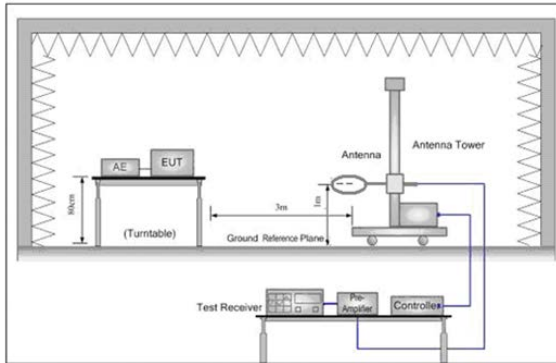 EUT
AE
Antenna Tower
Antenna
80cm
(Turntable)
3m
1m
Ground Reference Plane
Test Receiver
Pre-
Amplifier
Controller